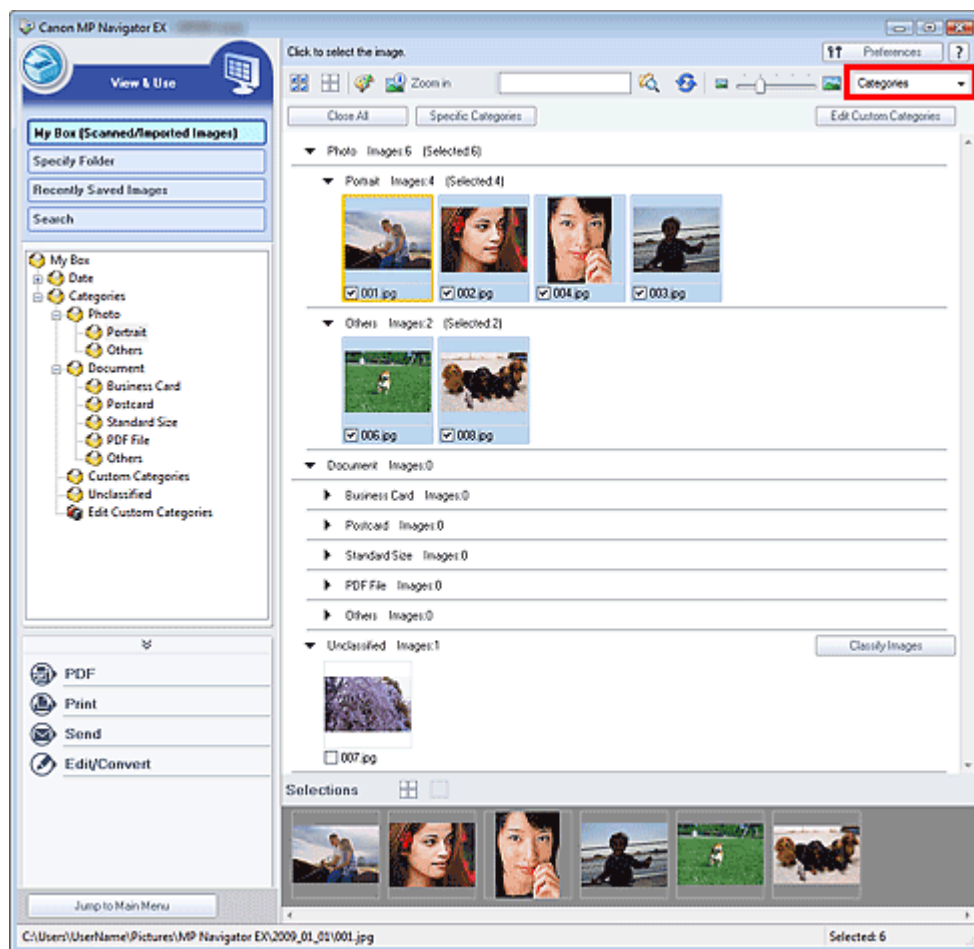 Canon MP Navigator EX
View & Use
My Box (Scanned/Imported Images)
Specify Folder
Recently Saved Images
Search
My Box
Date
Categories
Photo
Portrait
Others
Document
Business Card
Postcard
Standard Size
PDF File
Others
Custom Categories
Unclassified
Edit Custom Categories
PDF
Print
Send
Edit/Convert
Jump to Main Menu
Click to select the image.
Preferences ?
Zoom in
Categories
Close All Specific Categories Edit Custom Categories
Photo Images:6 (Selected:6)
Portrait Images:4 (Selected:4)
001.jpg 002.jpg 004.jpg 003.jpg
Others Images:2 (Selected:2)
006.jpg 008.jpg
Document Images:0
Business Card Images:0
Postcard Images:0
Standard Size Images:0
PDF File Images:0
Others Images:0
Unclassified Images:1 Classify Images
007.jpg
Selections
C:\Users\UserName\Pictures\MP Navigator EX\2009_01_01\001.jpg Selected: 6